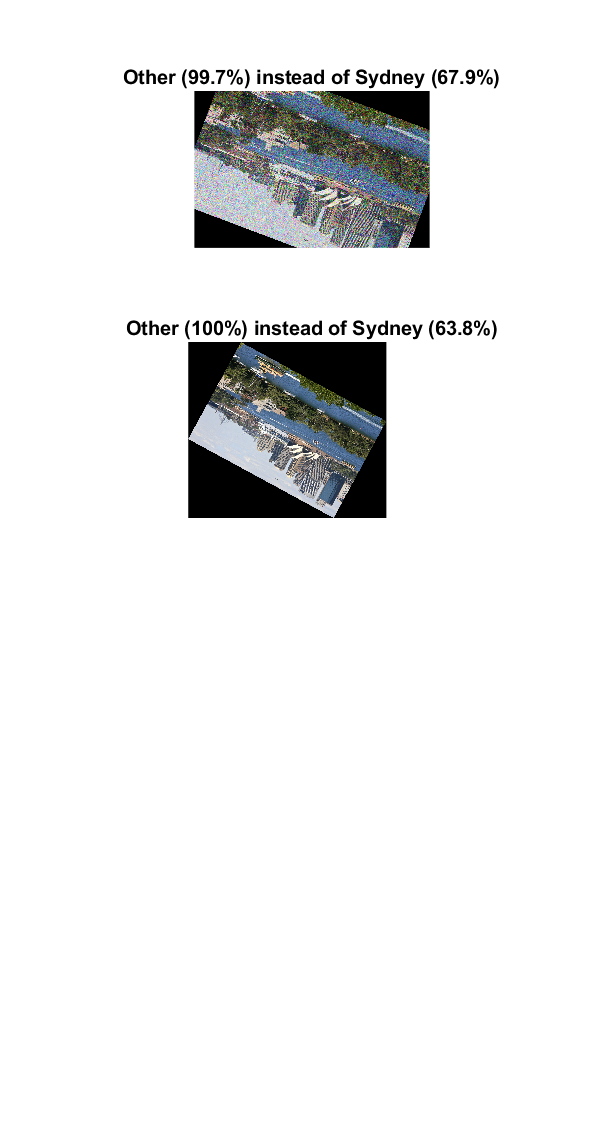 Other (99.7%) instead of Sydney (67.9%)
Other (100%) instead of Sydney (63.8%)